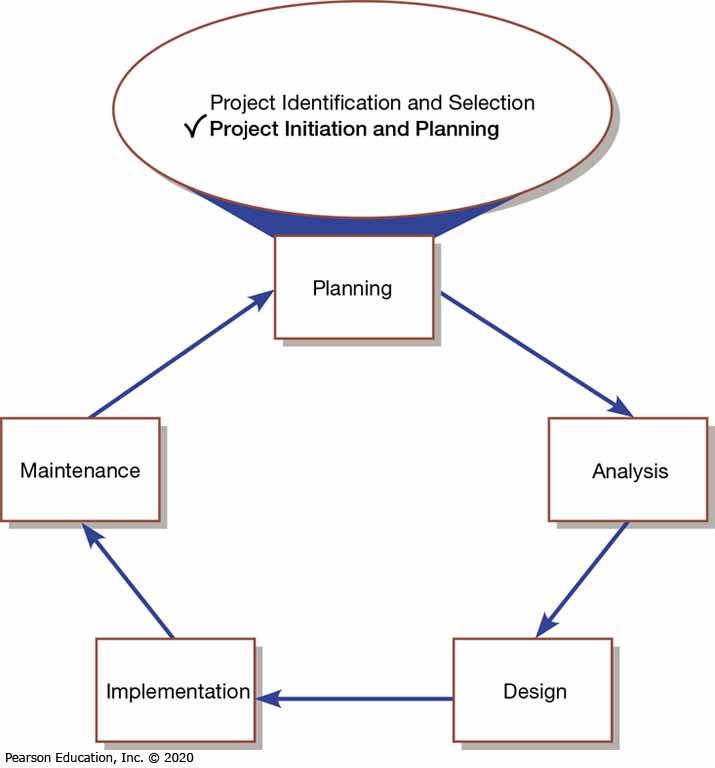 Project Identification and Selection
✓Project Initiation and Planning
Planning
Maintenance
Analysis
Implementation
Design
Pearson Education, Inc. © 2020